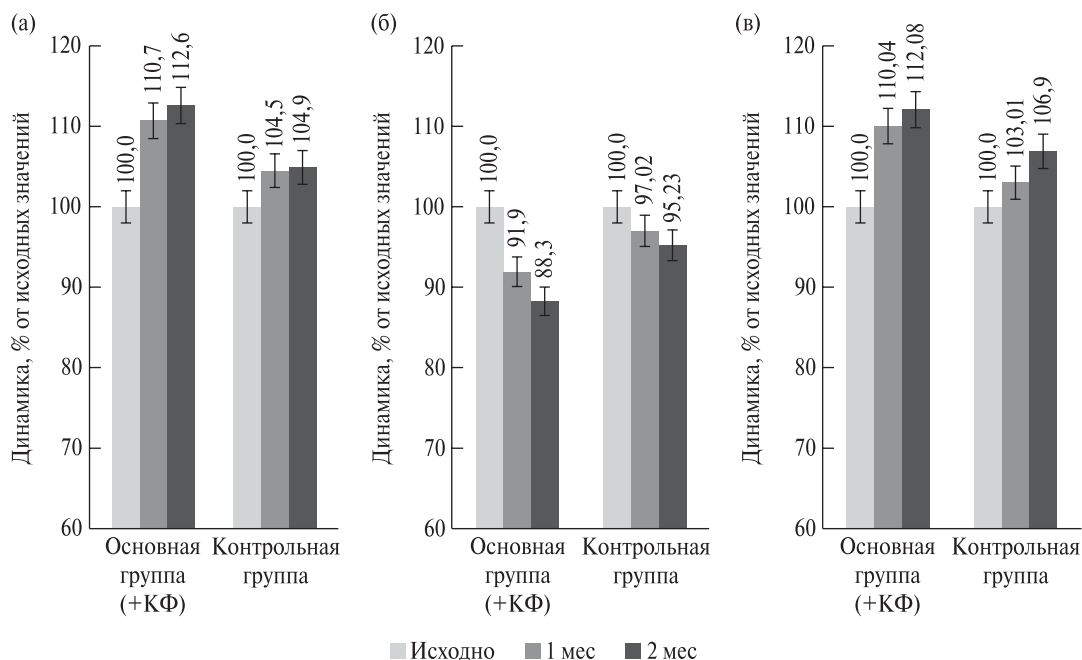 (а)
Динамика, % от исходных значений
120
110
100
90
80
70
60
100,0
110,7
112,6
100,0
104,5
104,9
Основная
группа
(+КФ)
Контрольная
группа
(б)
Динамика, % от исходных значений
120
110
100
90
80
70
60
100,0
91,9
88,3
100,0
97,02
95,23
Основная
группа
(+КФ)
Контрольная
группа
(в)
Динамика, % от исходных значений
120
110
100
90
80
70
60
100,0
110,04
112,08
100,0
103,01
106,9
Основная
группа
(+КФ)
Контрольная
группа
Исходно 1 мес 2 мес